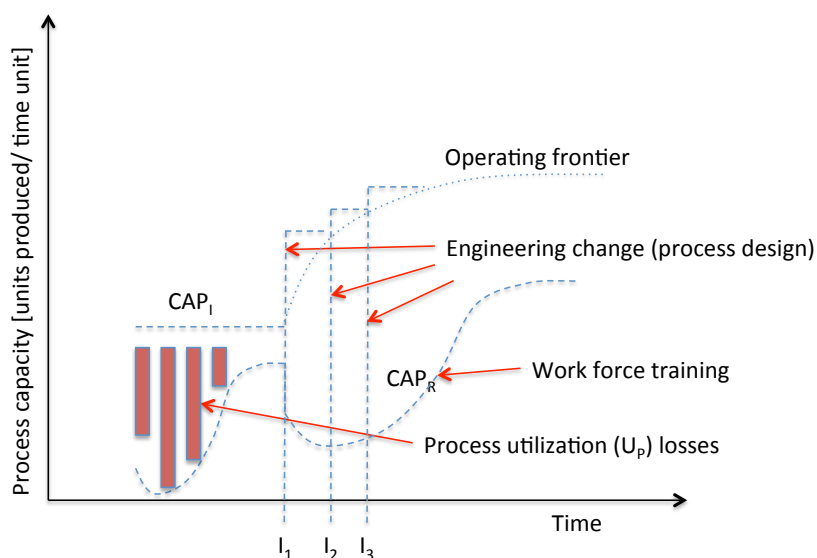 Process capacity [units produced/ time unit]
Operating frontier
Engineering change (process design)
CAP_I
CAP_R
Work force training
Process utilization (U_P) losses
Time
I_1 I_2 I_3